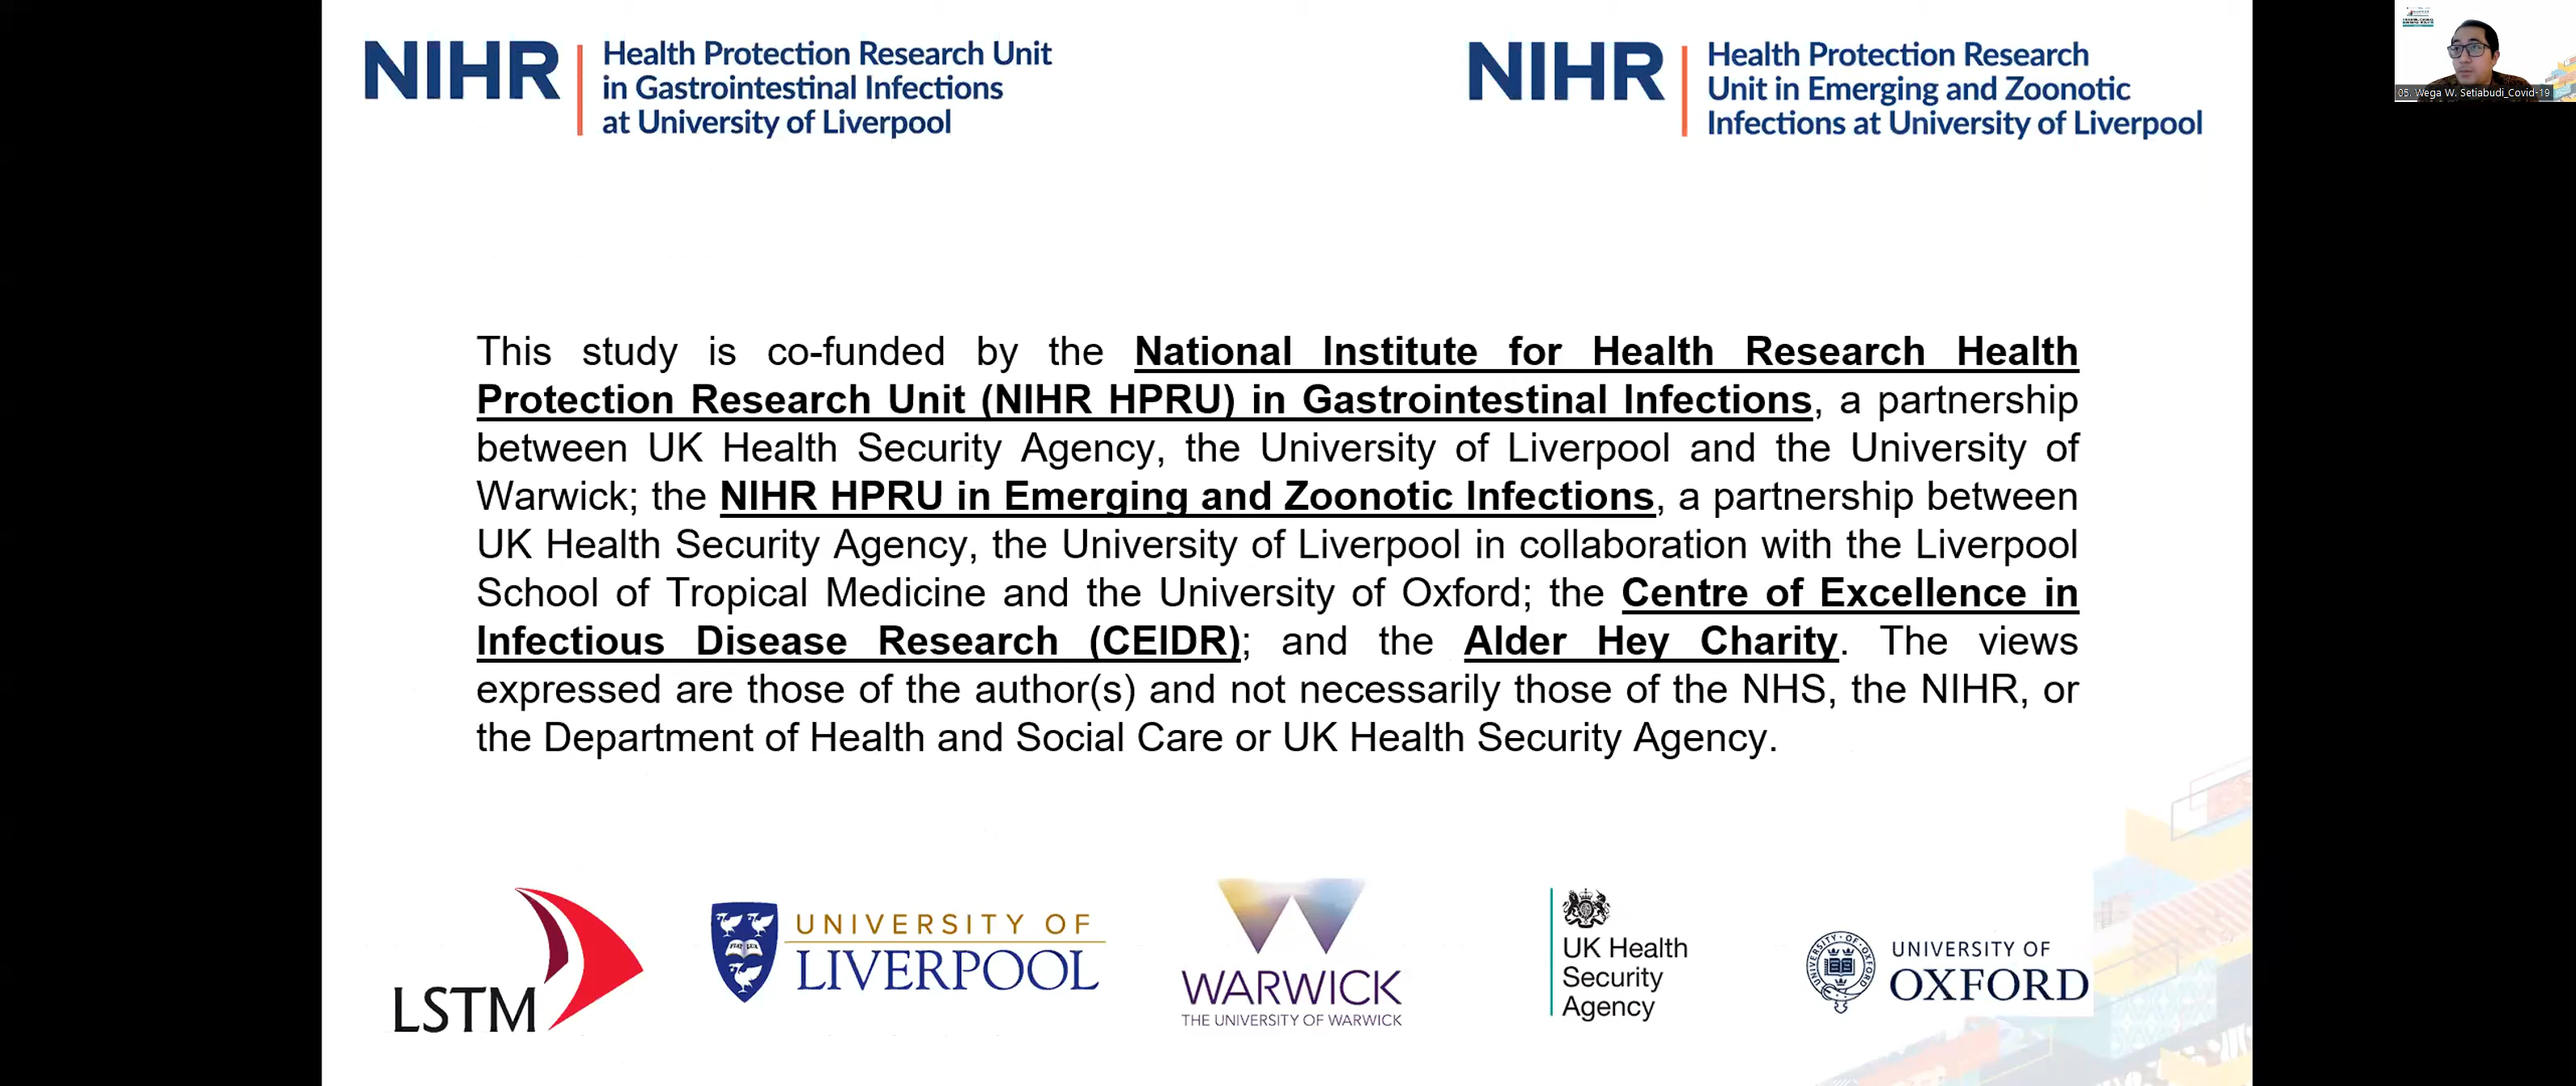 NIHR
Health Protection Research Unit
in Gastrointestinal Infections
at University of Liverpool
NIHR
Health Protection Research
Unit in Emerging and Zoonotic
Infections at University of Liverpool
05. Wega W. Setiabudi_Covid-19
This study is co-funded by the National Institute for Health Research Health
Protection Research Unit (NIHR HPRU) in Gastrointestinal Infections, a partnership
between UK Health Security Agency, the University of Liverpool and the University of
Warwick; the NIHR HPRU in Emerging and Zoonotic Infections, a partnership between
UK Health Security Agency, the University of Liverpool in collaboration with the Liverpool
School of Tropical Medicine and the University of Oxford; the Centre of Excellence in
Infectious Disease Research (CEIDR); and the Alder Hey Charity. The views
expressed are those of the author(s) and not necessarily those of the NHS, the NIHR, or
the Department of Health and Social Care or UK Health Security Agency.
LSTM
FIAT LUX
UNIVERSITY OF
LIVERPOOL
WARWICK
THE UNIVERSITY OF WARWICK
UK Health
Security
Agency
UNIVERSITY OF OXFORD
UNIVERSITY OF
OXFORD